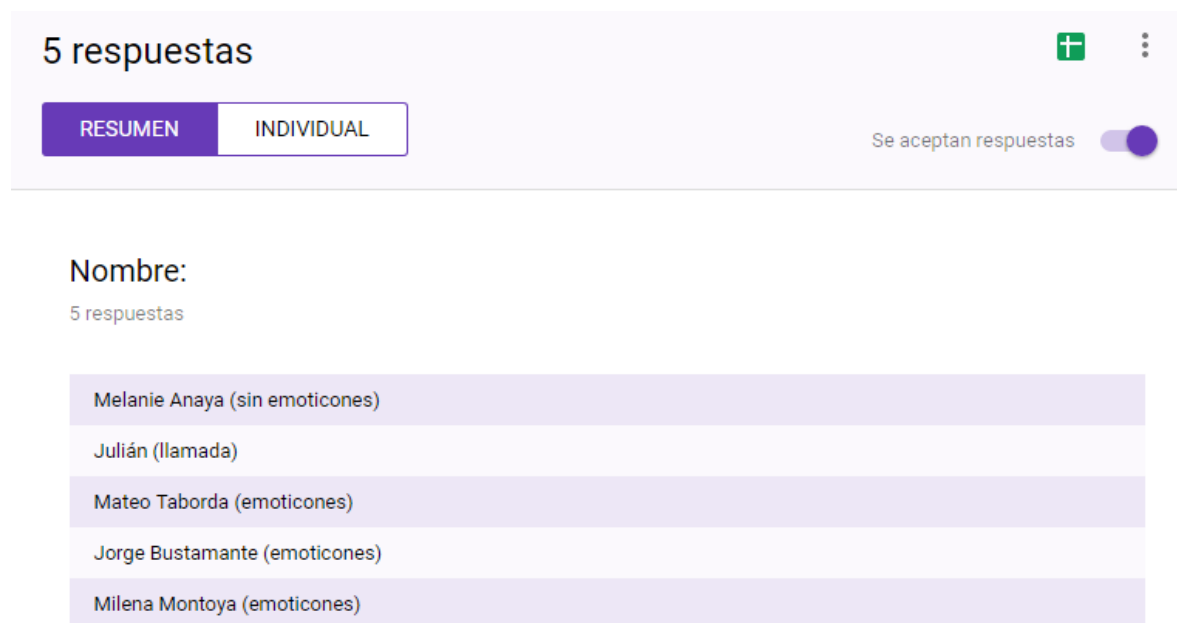 5 respuestas
RESUMEN
INDIVIDUAL
Se aceptan respuestas
Nombre:
5 respuestas
Melanie Anaya (sin emoticones)
Julián (llamada)
Mateo Taborda (emoticones)
Jorge Bustamante (emoticones)
Milena Montoya (emoticones)